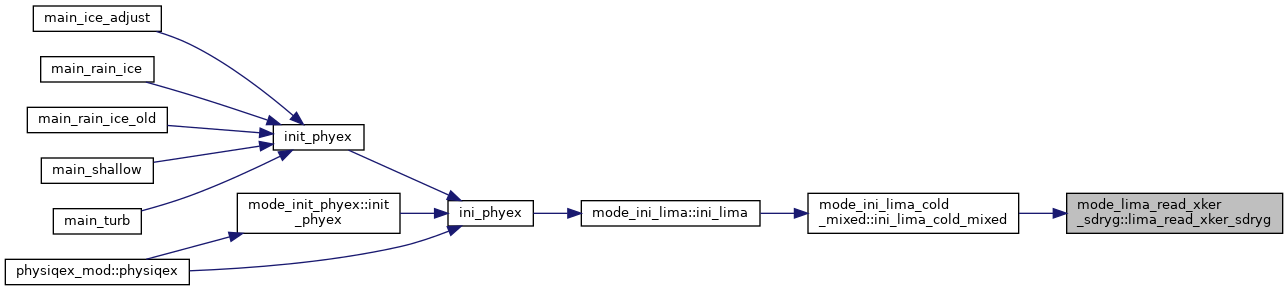 main_ice_adjust
main_rain_ice
main_rain_ice_old
main_shallow
main_turb
physiqex_mod::physiqex
init_phyex
mode_init_phyex::init
_phyex
ini_phyex
mode_ini_lima::ini_lima
mode_ini_lima_cold
_mixed::ini_lima_cold_mixed
mode_lima_read_xker
_sdryg::lima_read_xker_sdryg